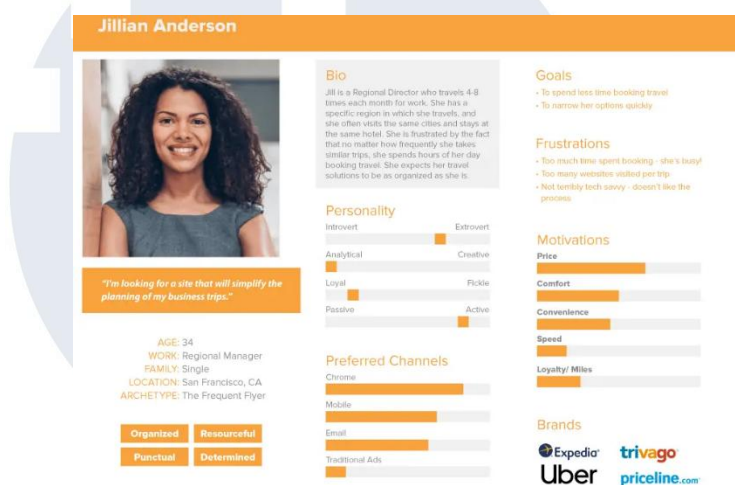 Jillian Anderson
"I'm looking for a site that will simplify the
planning of my business trips."
AGE: 34
WORK: Regional Manager
FAMILY: Single
LOCATION: San Francisco, CA
ARCHETYPE: The Frequent Flyer
Organized Resourceful
Punctual Determined
Bio
Jill is a Regional Director who travels 4-8
times each month for work. She has a
specific region in which she travels, and
she often visits the same cities and stays at
the same hotel. She is frustrated by the fact
that no matter how frequently she takes
similar trips, she spends hours of her day
booking travel. She expects her travel
solutions to be as organized as she is.
Personality
Introvert Extrovert
Analytical Creative
Loyal Fickle
Passive Active
Preferred Channels
Chrome
Mobile
Email
Traditional Ads
Goals
• To spend less time booking travel
• To narrow her options quickly
Frustrations
• Too much time spent booking - she's busy!
• Too many websites visited per trip
• Not terribly tech savvy - doesn't like the
process
Motivations
Price
Comfort
Convenience
Speed
Loyalty/ Miles
Brands
Expedia trivago
Uber priceline.com